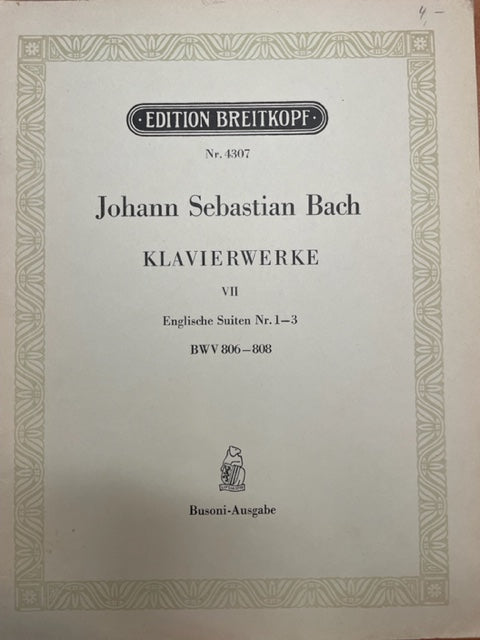 4,–
· EDITION BREITKOPF ·
Nr. 4307
Johann Sebastian Bach
KLAVIERWERKE
VII
Englische Suiten Nr. 1–3
BWV 806–808
Busoni-Ausgabe